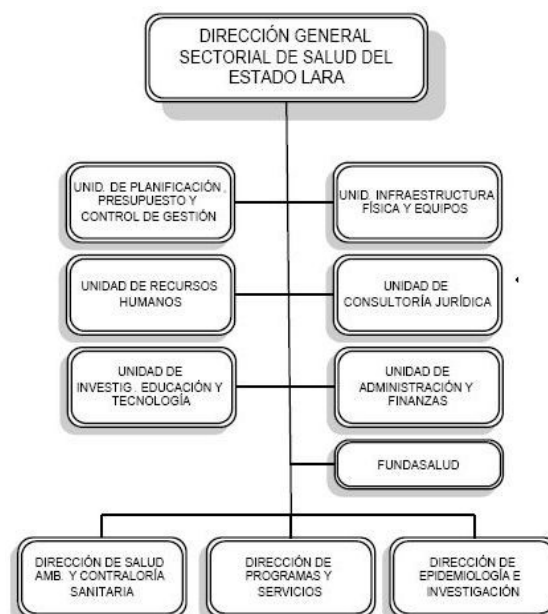 DIRECCIÓN GENERAL
SECTORIAL DE SALUD DEL
ESTADO LARA
UNID. DE PLANIFICACIÓN,
PRESUPUESTO Y
CONTROL DE GESTIÓN
UNID. INFRAESTRUCTURA
FÍSICA Y EQUIPOS
UNIDAD DE RECURSOS
HUMANOS
UNIDAD DE
CONSULTORÍA JURÍDICA
UNIDAD DE
INVESTIG. EDUCACIÓN Y
TECNOLOGÍA
UNIDAD DE
ADMINISTRACIÓN Y
FINANZAS
FUNDASALUD
DIRECCIÓN DE SALUD
AMB. Y CONTRALORÍA
SANITARIA
DIRECCIÓN DE
PROGRAMAS Y
SERVICIOS
DIRECCIÓN DE
EPIDEMIOLOGÍA E
INVESTIGACIÓN